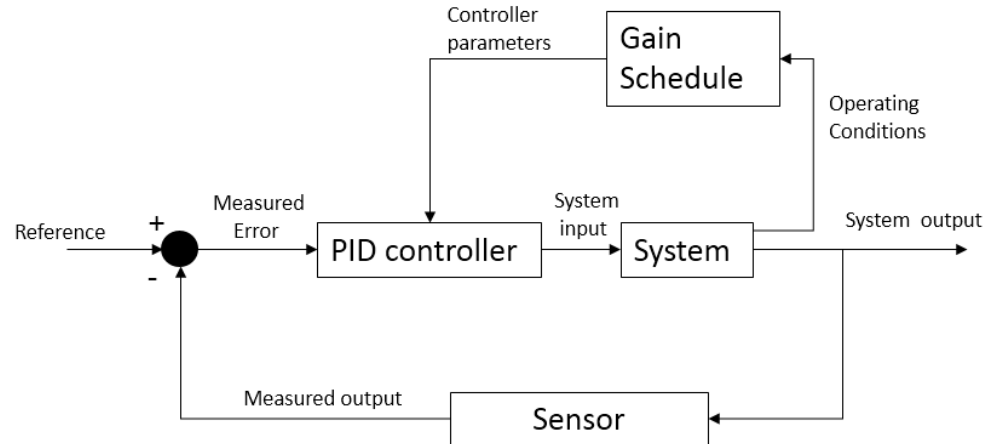 Controller
parameters
Gain
Schedule
Operating
Conditions
Reference
+
-
Measured
Error
PID controller
System
input
System
System output
Measured output
Sensor